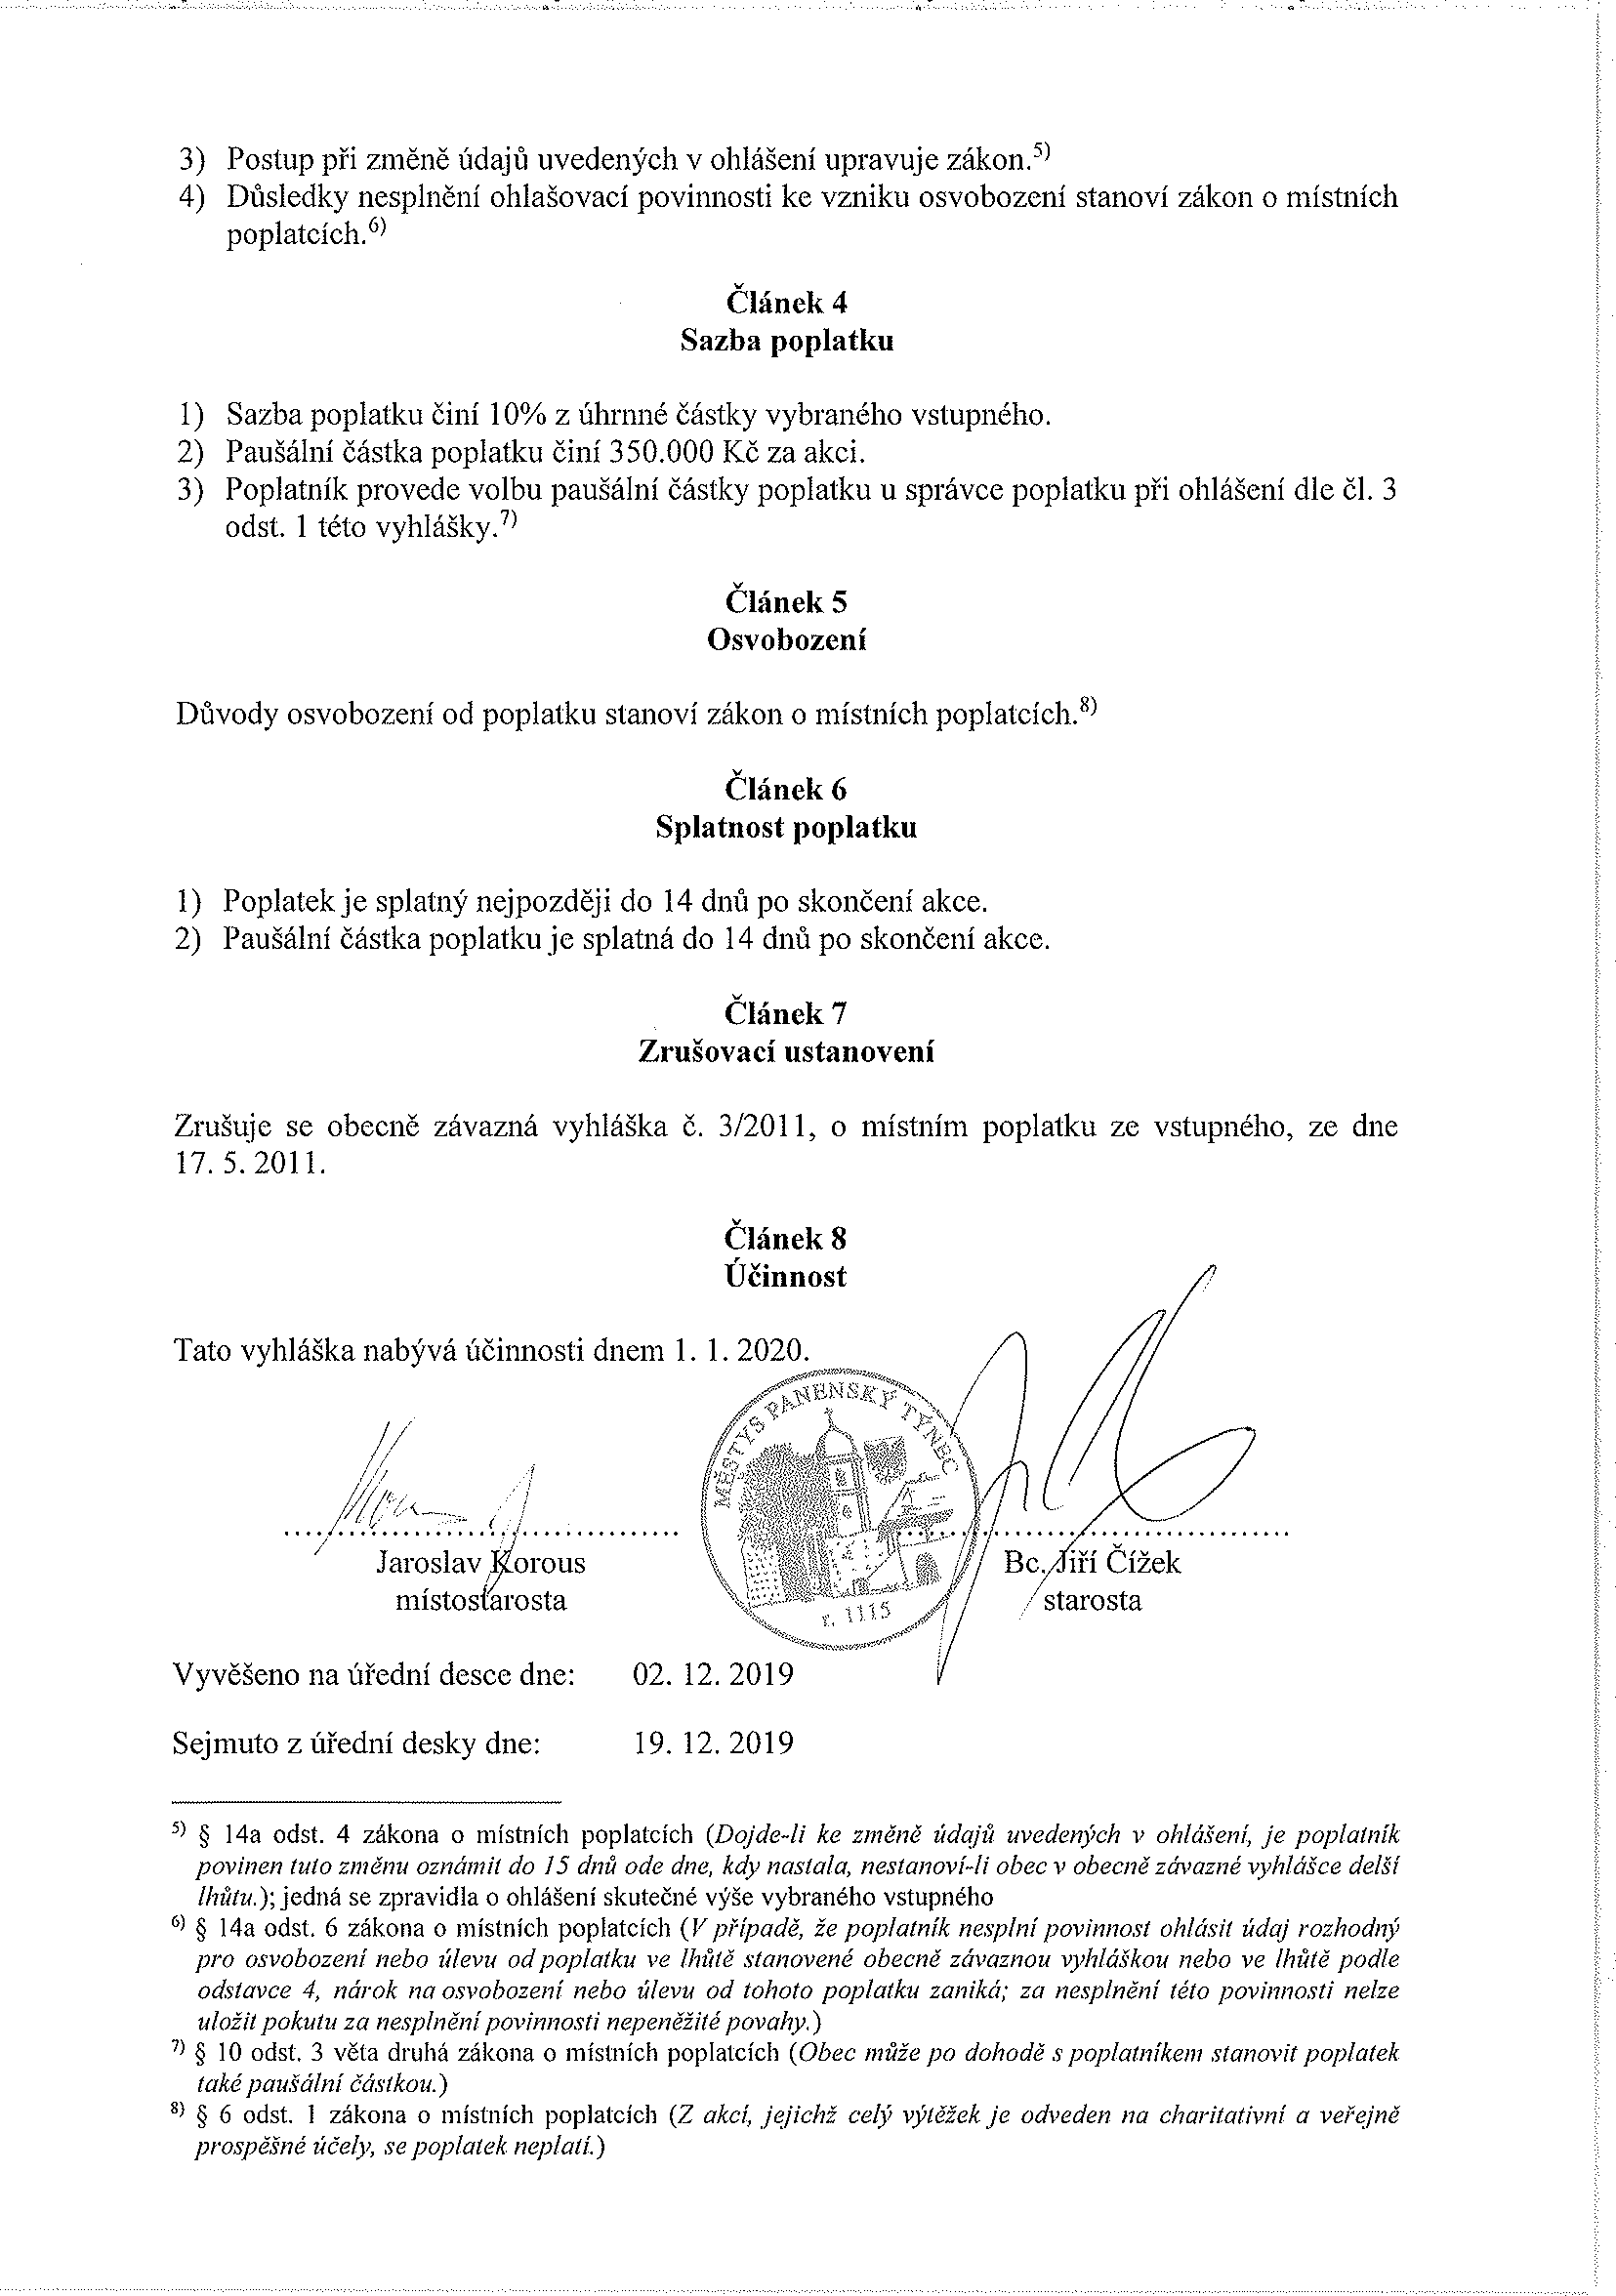 3) Postup při změně údajů uvedených v ohlášení upravuje zákon.5)
4) Důsledky nesplnění ohlašovací povinnosti ke vzniku osvobození stanoví zákon o místních
poplatcích.6)
Článek 4
Sazba poplatku
1) Sazba poplatku činí 10% z úhrnné částky vybraného vstupného.
2) Paušální částka poplatku činí 350.000 Kč za akci.
3) Poplatník provede volbu paušální částky poplatku u správce poplatku při ohlášení dle čl. 3
odst. 1 této vyhlášky.7)
Článek 5
Osvobození
Důvody osvobození od poplatku stanoví zákon o místních poplatcích.8)
Článek 6
Splatnost poplatku
1) Poplatek je splatný nejpozději do 14 dnů po skončení akce.
2) Paušální částka poplatku je splatná do 14 dnů po skončení akce.
Článek 7
Zrušovací ustanovení
Zrušuje se obecně závazná vyhláška č. 3/2011, o místním poplatku ze vstupného, ze dne
17. 5. 2011.
Článek 8
Účinnost
Tato vyhláška nabývá účinnosti dnem 1. 1. 2020.
MĚSTYS PANENSKÝ TÝNEC
r. 1115
Jaroslav Korous
místostarosta
Bc. Jiří Čížek
starosta
Vyvěšeno na úřední desce dne: 02. 12. 2019
Sejmuto z úřední desky dne: 19. 12. 2019
5) § 14a odst. 4 zákona o místních poplatcích (Dojde-li ke změně údajů uvedených v ohlášení, je poplatník
povinen tuto změnu oznámit do 15 dnů ode dne, kdy nastala, nestanoví-li obec v obecně závazné vyhlášce delší
lhůtu.); jedná se zpravidla o ohlášení skutečné výše vybraného vstupného
6) § 14a odst. 6 zákona o místních poplatcích (V případě, že poplatník nesplní povinnost ohlásit údaj rozhodný
pro osvobození nebo úlevu od poplatku ve lhůtě stanovené obecně závaznou vyhláškou nebo ve lhůtě podle
odstavce 4, nárok na osvobození nebo úlevu od tohoto poplatku zaniká; za nesplnění této povinnosti nelze
uložit pokutu za nesplnění povinnosti nepeněžité povahy.)
7) § 10 odst. 3 věta druhá zákona o místních poplatcích (Obec může po dohodě s poplatníkem stanovit poplatek
také paušální částkou.)
8) § 6 odst. 1 zákona o místních poplatcích (Z akcí, jejichž celý výtěžek je odveden na charitativní a veřejně
prospěšné účely, se poplatek neplatí.)